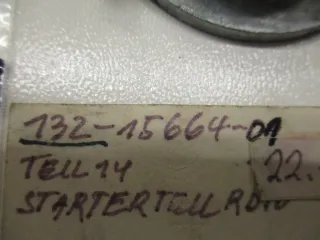 132-15664-01
TEIL 14
22.
STARTERTEIL